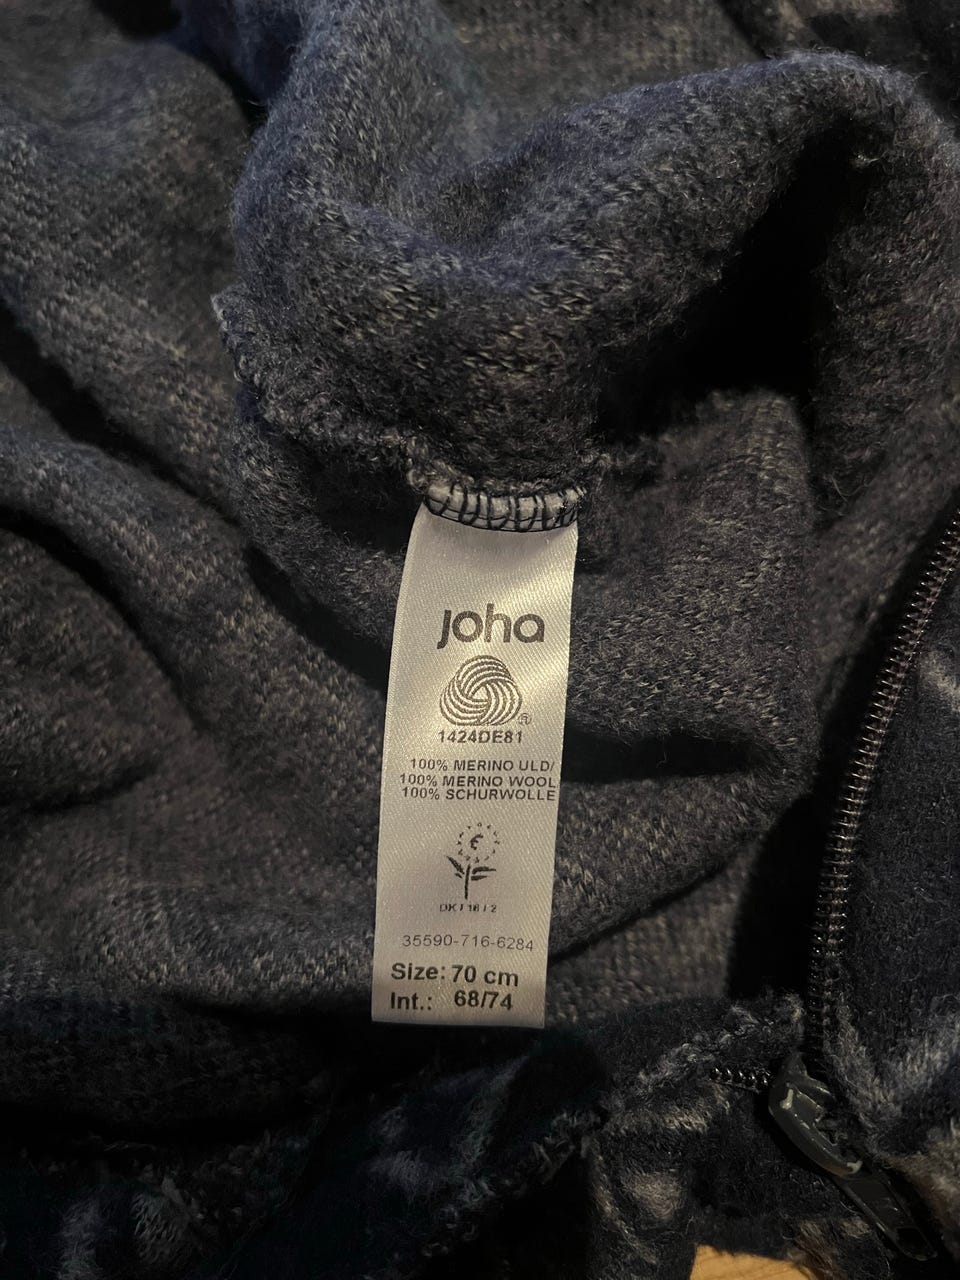 joha
®
1424DE81
100% MERINO ULD/
100% MERINO WOOL
100% SCHURWOLLE
DK / 16 / 2
35590-716-6284
Size: 70 cm
Int.: 68/74